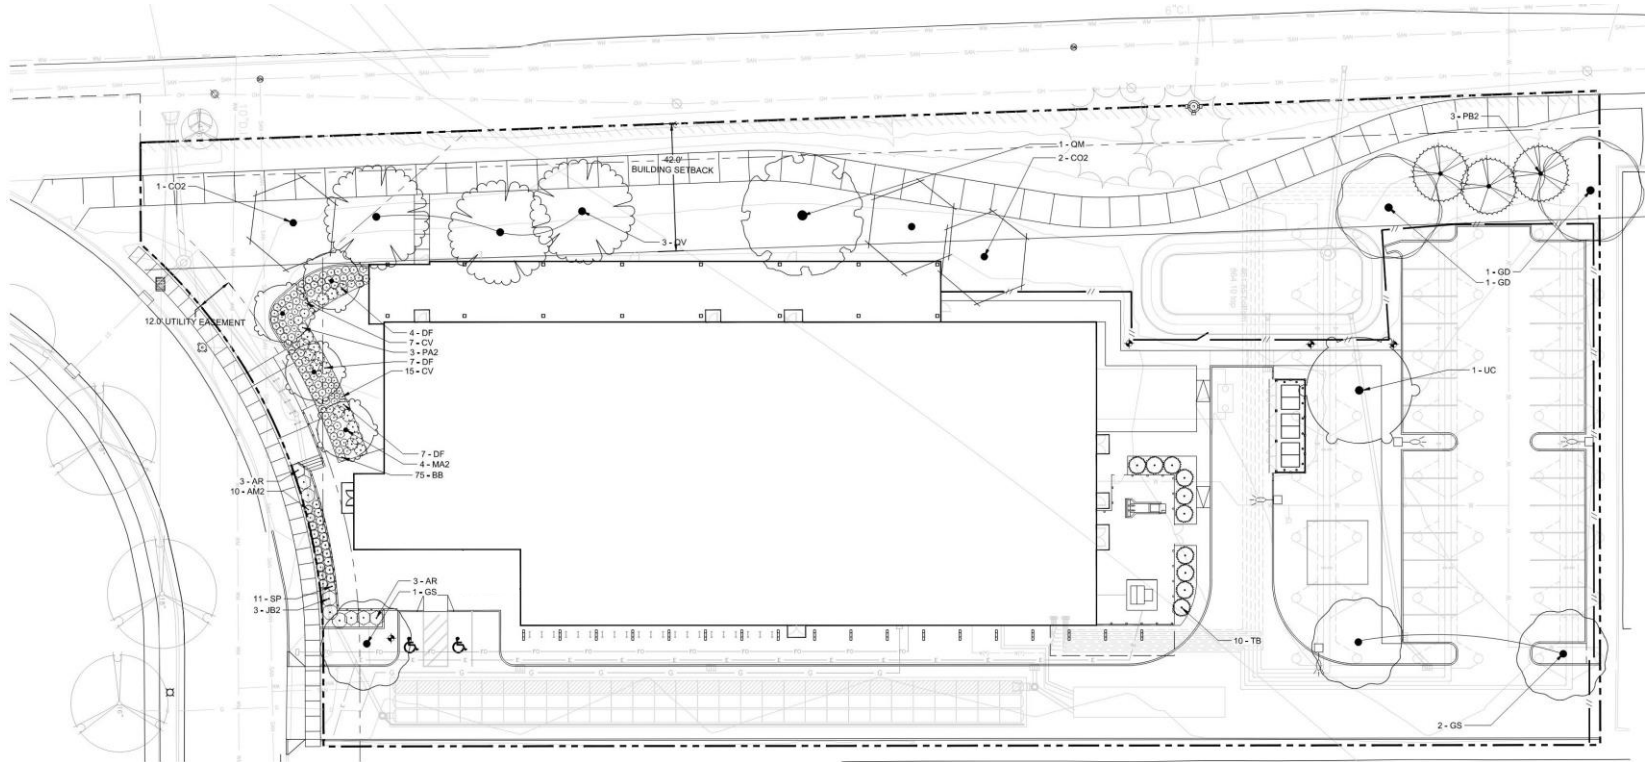 6"C.I.
3 - PB2
1 - QM
2 - CO2
42.0'
BUILDING SETBACK
1 - CO2
3 - QV
1 - GD
1 - GD
12.0' UTILITY EASEMENT
4 - DF
7 - CV
3 - PA2
7 - DF
15 - CV
1 - UC
7 - DF
4 - MA2
75 - BB
3 - AR
10 - AM2
3 - AR
1 - GS
11 - SP
3 - JB2
10 - TB
2 - GS